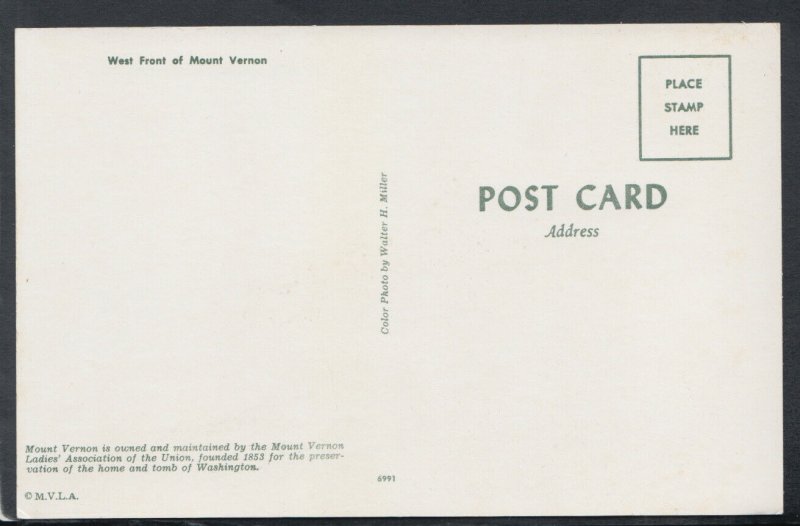 West Front of Mount Vernon
PLACE
STAMP
HERE
POST CARD
Address
Color Photo by Walter H. Miller
Mount Vernon is owned and maintained by the Mount Vernon
Ladies' Association of the Union, founded 1853 for the preser-
vation of the home and tomb of Washington.
6991
© M.V.L.A.